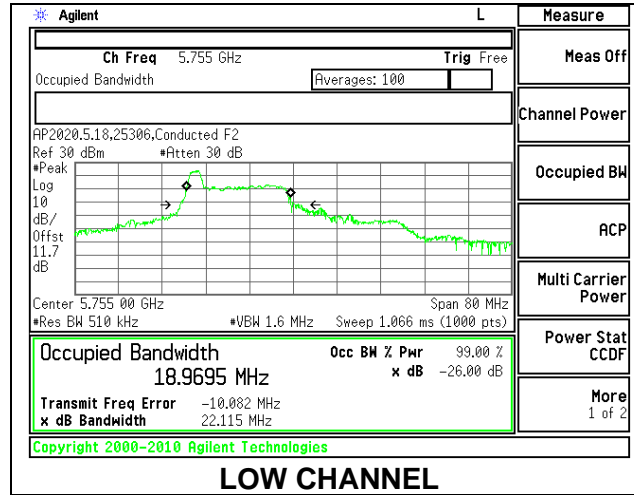 Agilent L Measure
Ch Freq 5.755 GHz Trig Free
Meas Off
Occupied Bandwidth Averages: 100
Channel Power
AP2020.5.18,25306,Conducted F2
Ref 30 dBm #Atten 30 dB
#Peak
Log
10
dB/
Offst
11.7
dB
Occupied BW
ACP
Multi Carrier
Power
Center 5.755 00 GHz Span 80 MHz
#Res BW 510 kHz #VBW 1.6 MHz Sweep 1.066 ms (1000 pts)
Power Stat
CCDF
Occupied Bandwidth Occ BW % Pwr 99.00 %
18.9695 MHz x dB -26.00 dB
Transmit Freq Error -10.082 MHz
x dB Bandwidth 22.115 MHz
More
1 of 2
Copyright 2000-2010 Agilent Technologies
LOW CHANNEL